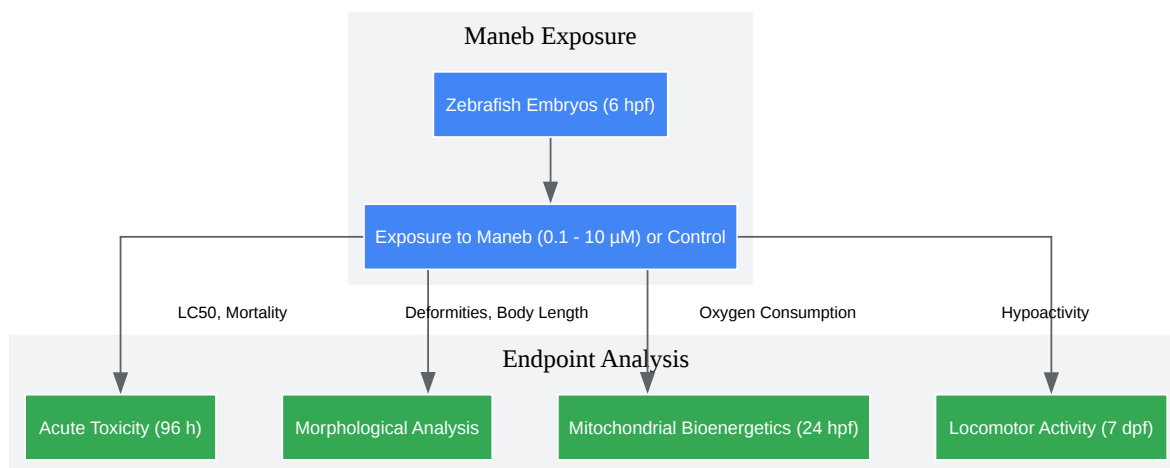 Maneb Exposure
Zebrafish Embryos (6 hpf)
Exposure to Maneb (0.1 - 10 µM) or Control
LC50, Mortality
Deformities, Body Length
Oxygen Consumption
Hypoactivity
Endpoint Analysis
Acute Toxicity (96 h)
Morphological Analysis
Mitochondrial Bioenergetics (24 hpf)
Locomotor Activity (7 dpf)